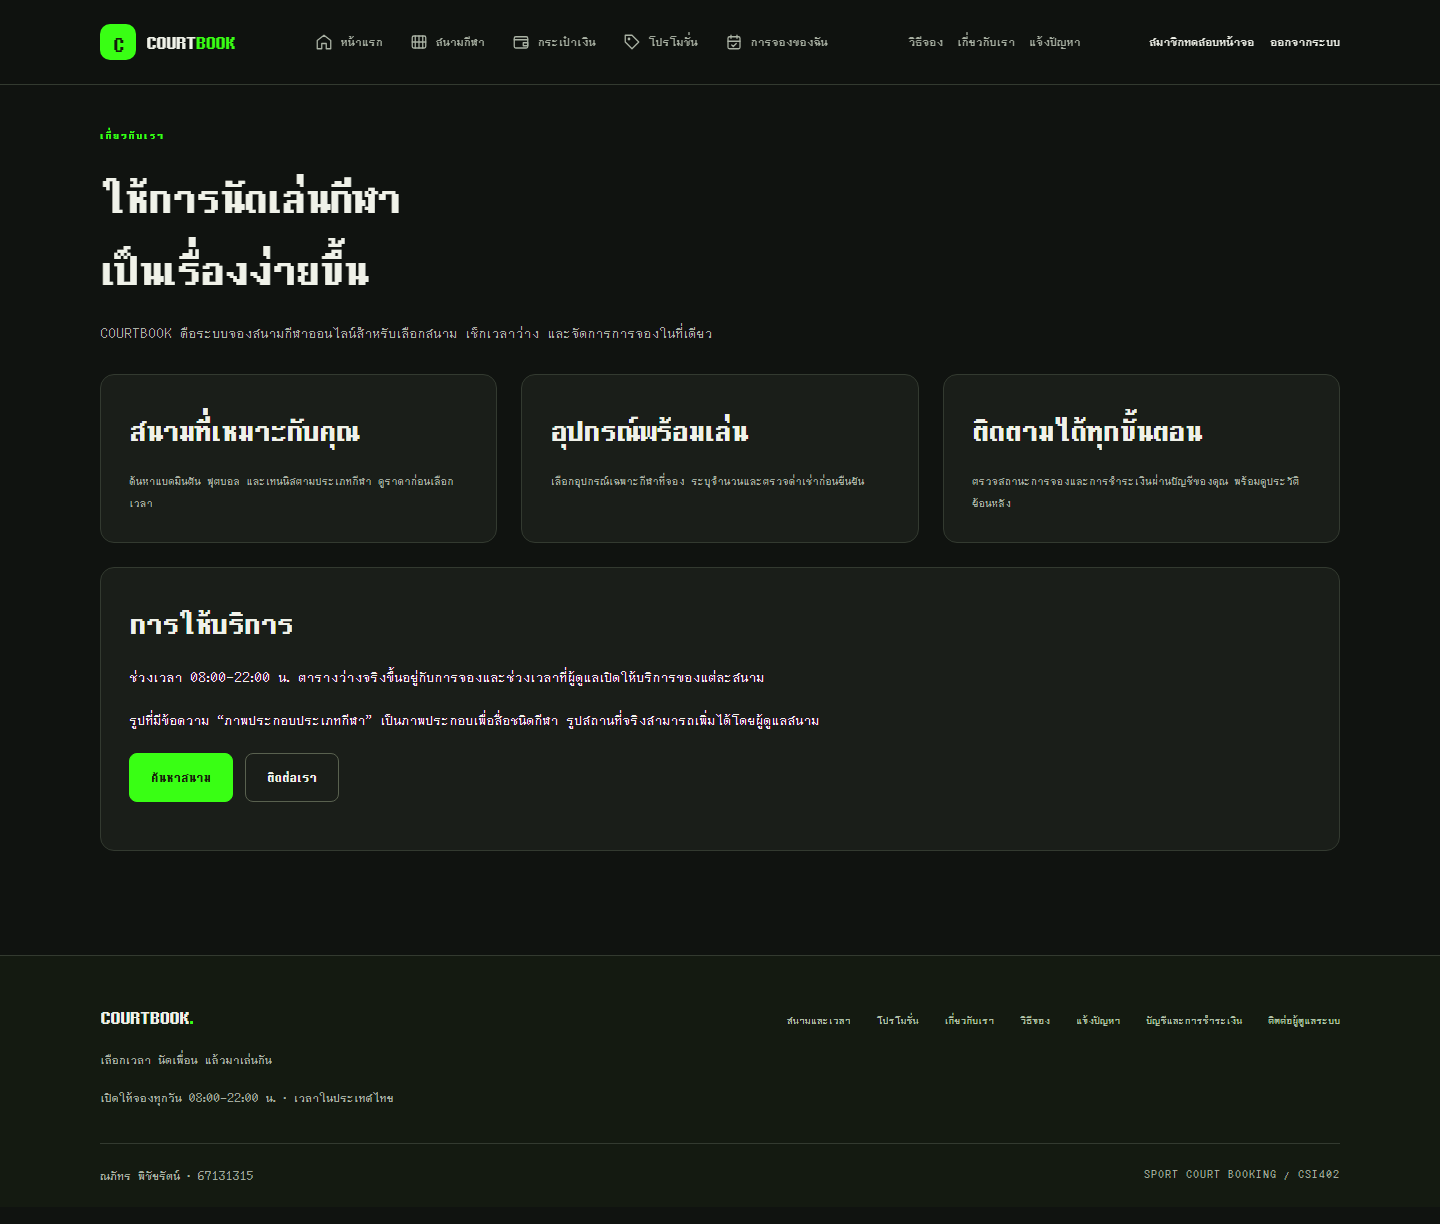 C COURTBOOK
หน้าแรก
สนามกีฬา
กระเป๋าเงิน
โปรโมชั่น
การจองของฉัน
วิธีจอง
เกี่ยวกับเรา
แจ้งปัญหา
สมาชิกทดสอบหน้าจอ
ออกจากระบบ
เกี่ยวกับเรา
ให้การนัดเล่นกีฬา
เป็นเรื่องง่ายขึ้น
COURTBOOK คือระบบจองสนามกีฬาออนไลน์สำหรับเลือกสนาม เช็กเวลาว่าง และจัดการการจองในที่เดียว
สนามที่เหมาะกับคุณ
ค้นหาแบดมินตัน ฟุตบอล และเทนนิสตามประเภทกีฬา ดูราคาก่อนเลือก
เวลา
อุปกรณ์พร้อมเล่น
เลือกอุปกรณ์เฉพาะกีฬาที่จอง ระบุจำนวนและตรวจค่าเช่าก่อนยืนยัน
ติดตามได้ทุกขั้นตอน
ตรวจสถานะการจองและการชำระเงินผ่านบัญชีของคุณ พร้อมดูประวัติ
ย้อนหลัง
การให้บริการ
ช่วงเวลา 08:00–22:00 น. ตารางว่างจริงขึ้นอยู่กับการจองและช่วงเวลาที่ผู้ดูแลเปิดให้บริการของแต่ละสนาม
รูปที่มีข้อความ “ภาพประกอบประเภทกีฬา” เป็นภาพประกอบเพื่อสื่อชนิดกีฬา รูปสถานที่จริงสามารถเพิ่มได้โดยผู้ดูแลสนาม
ค้นหาสนาม
ติดต่อเรา
COURTBOOK.
เลือกเวลา นัดเพื่อน แล้วมาเล่นกัน
เปิดให้จองทุกวัน 08:00–22:00 น. · เวลาในประเทศไทย
สนามและเวลา
โปรโมชั่น
เกี่ยวกับเรา
วิธีจอง
แจ้งปัญหา
บัญชีและการชำระเงิน
ติดต่อผู้ดูแลระบบ
ณภัทร พิชัยรัตน์ · 67131315
SPORT COURT BOOKING / CSI402